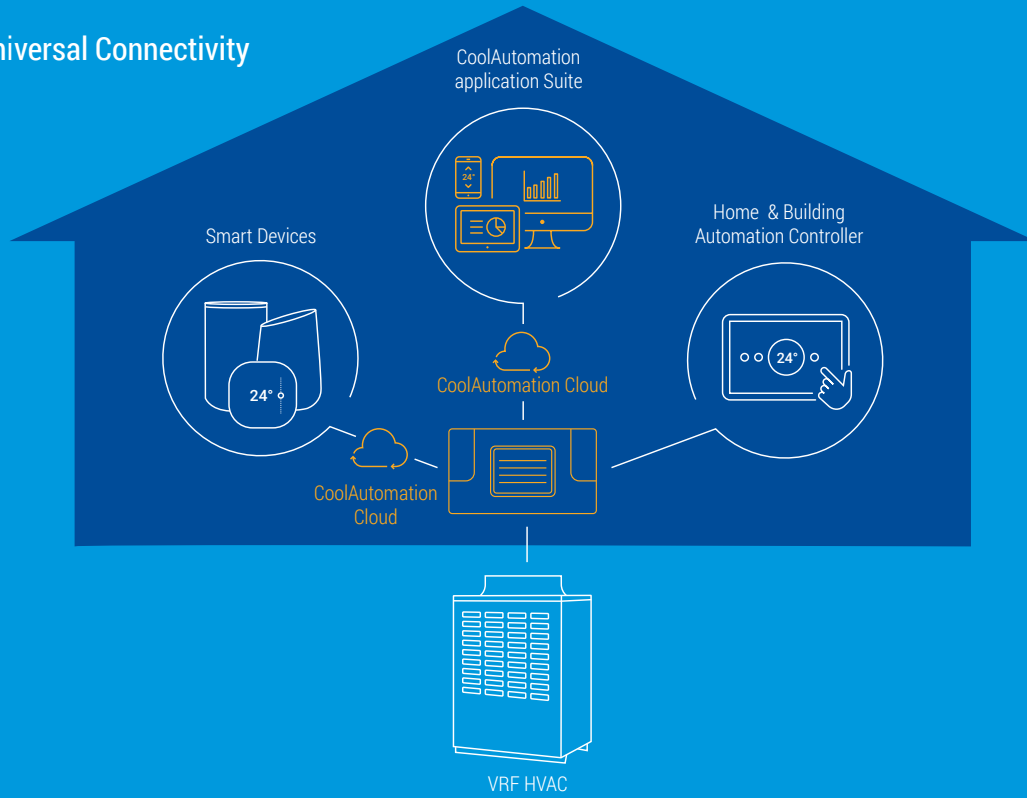 niversal Connectivity
CoolAutomation
application Suite
24°
Smart Devices
Home & Building
Automation Controller
24°
24°
CoolAutomation Cloud
CoolAutomation
Cloud
VRF HVAC